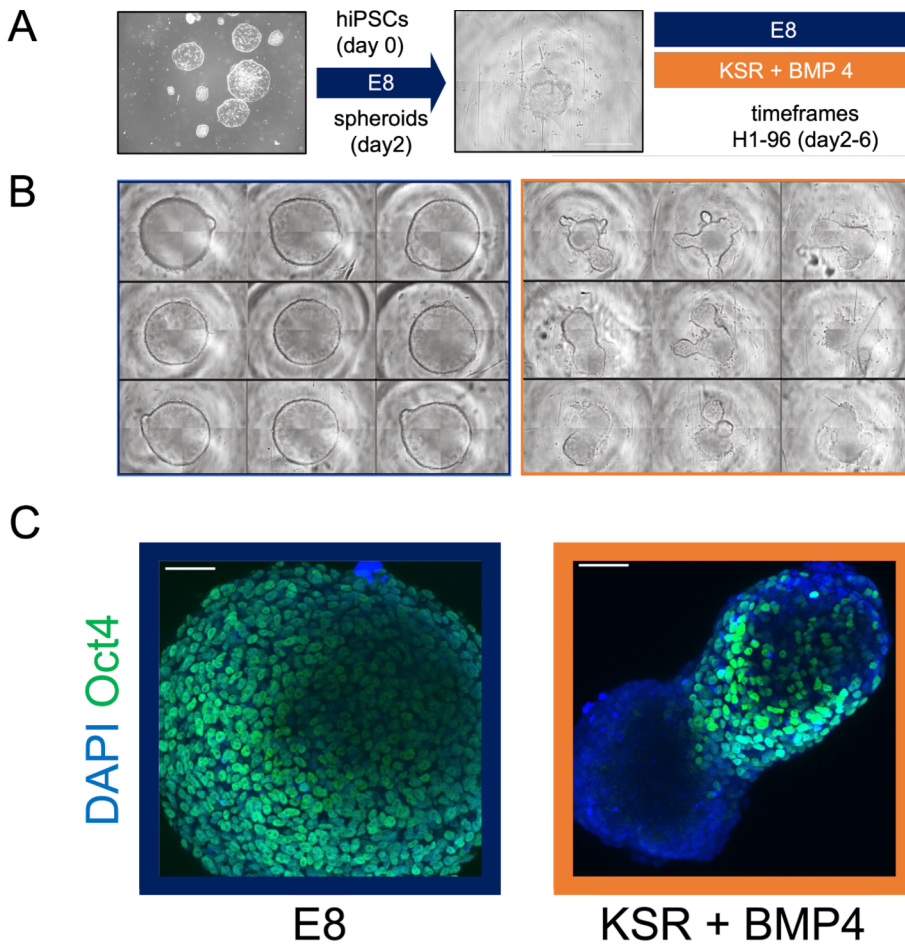 A
hiPSCs
(day 0)
E8
spheroids
(day2)
E8
KSR + BMP 4
timeframes
H1-96 (day2-6)
B
C
DAPI Oct4
E8
KSR + BMP4